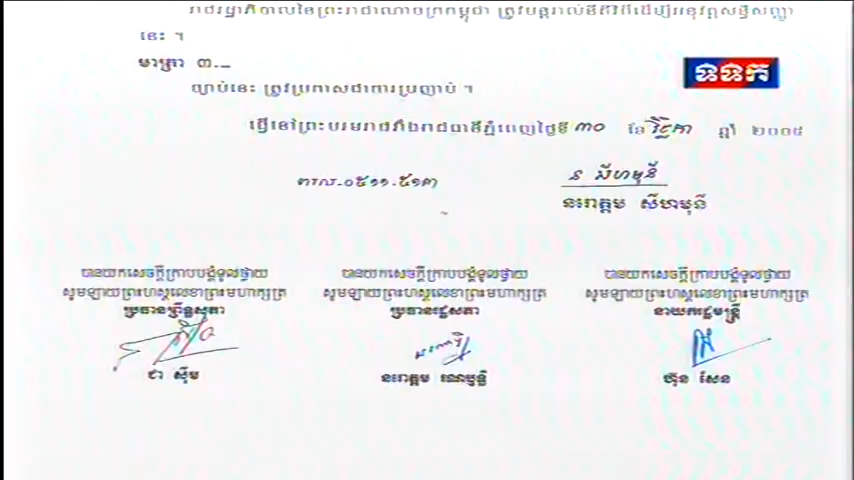 រាជរដ្ឋាភិបាលនៃព្រះរាជាណាចក្រកម្ពុជា ត្រូវបន្តរាល់នីតិវិធីដើម្បីអនុវត្តសន្ធិសញ្ញា
នេះ ។
មាត្រា ៣._
ច្បាប់នេះ ត្រូវប្រកាសជាការប្រញាប់ ។
ទទក
ធ្វើនៅព្រះបរមរាជវាំងរាជធានីភ្នំពេញថ្ងៃទី ៣០ ខែ វិច្ឆិកា ឆ្នាំ ២០០៥
ពរល.០៥១១.៥១៣
ន សីហមុនី
នរោត្តម សីហមុនី
បានយកសេចក្តីក្រាបបង្គំទូលថ្វាយ
សូមឡាយព្រះហស្តលេខាព្រះមហាក្សត្រ
ប្រធានព្រឹទ្ធសភា
ជា ស៊ីម
បានយកសេចក្តីក្រាបបង្គំទូលថ្វាយ
សូមឡាយព្រះហស្តលេខាព្រះមហាក្សត្រ
ប្រធានរដ្ឋសភា
នរោត្តម រណឫទ្ធិ
បានយកសេចក្តីក្រាបបង្គំទូលថ្វាយ
សូមឡាយព្រះហស្តលេខាព្រះមហាក្សត្រ
នាយករដ្ឋមន្ត្រី
ហ៊ុន សែន